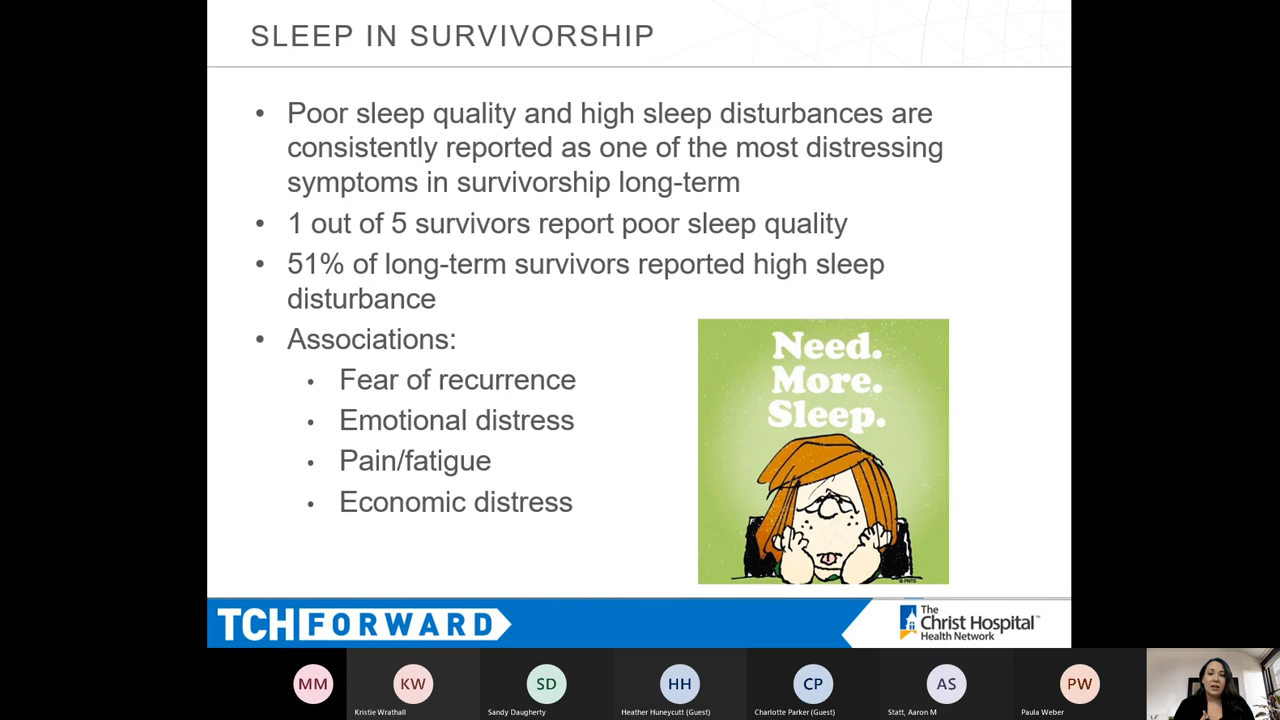 SLEEP IN SURVIVORSHIP
• Poor sleep quality and high sleep disturbances are
consistently reported as one of the most distressing
symptoms in survivorship long-term
• 1 out of 5 survivors report poor sleep quality
• 51% of long-term survivors reported high sleep
disturbance
• Associations:
• Fear of recurrence
• Emotional distress
• Pain/fatigue
• Economic distress
Need.
More.
Sleep.
© PNTS
TCH FORWARD
The
Christ Hospital™
Health Network
MM
KW
SD
HH
CP
AS
PW
Kristie Wrathall
Sandy Daugherty
Heather Huneycutt (Guest)
Charlotte Parker (Guest)
Statt, Aaron M
Paula Weber